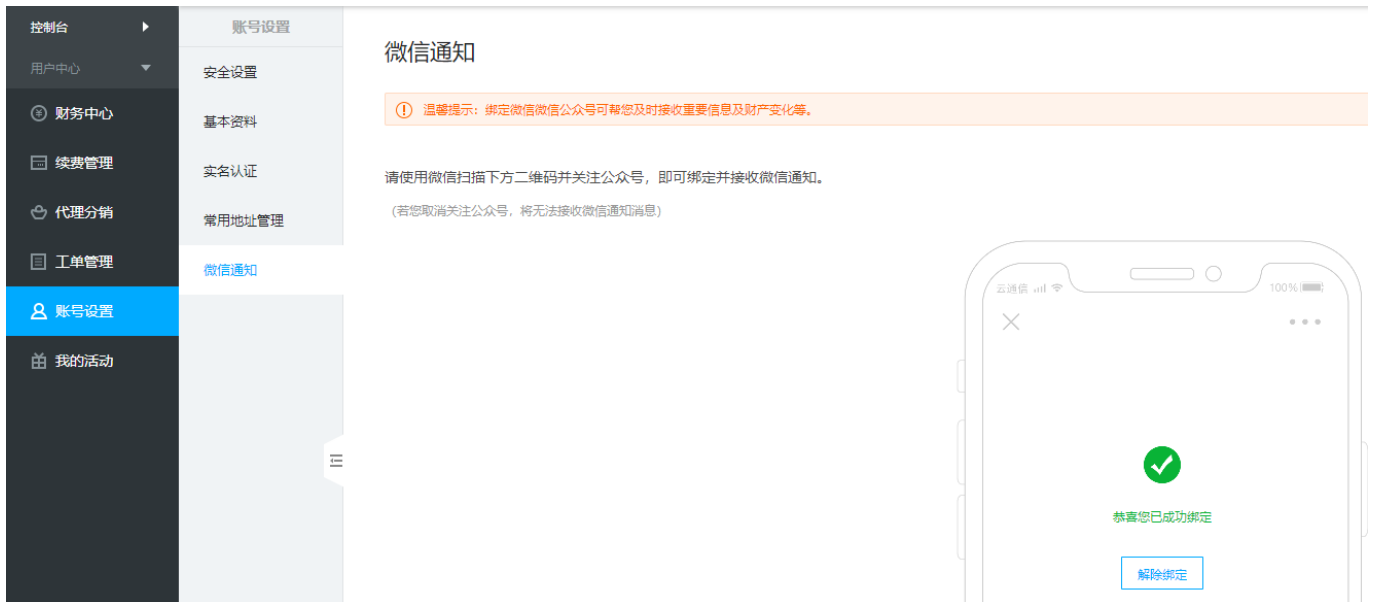 控制台
用户中心
财务中心
续费管理
代理分销
工单管理
账号设置
我的活动
账号设置
安全设置
基本资料
实名认证
常用地址管理
微信通知
微信通知
温馨提示：绑定微信微信公众号可帮您及时接收重要信息及财产变化等。
请使用微信扫描下方二维码并关注公众号，即可绑定并接收微信通知。
(若您取消关注公众号，将无法接收微信通知消息)
云通信
100%
恭喜您已成功绑定
解除绑定